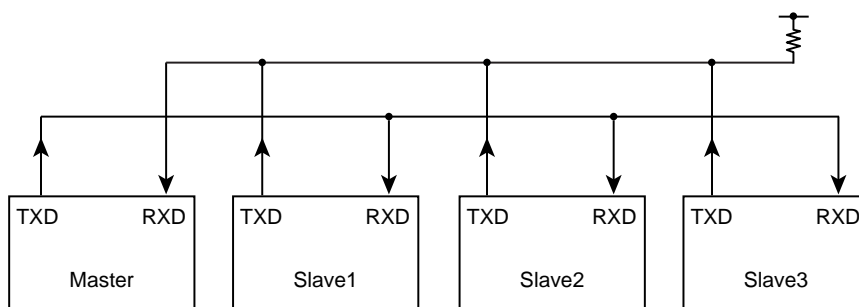 TXD RXD TXD RXD TXD RXD TXD RXD
Master Slave1 Slave2 Slave3